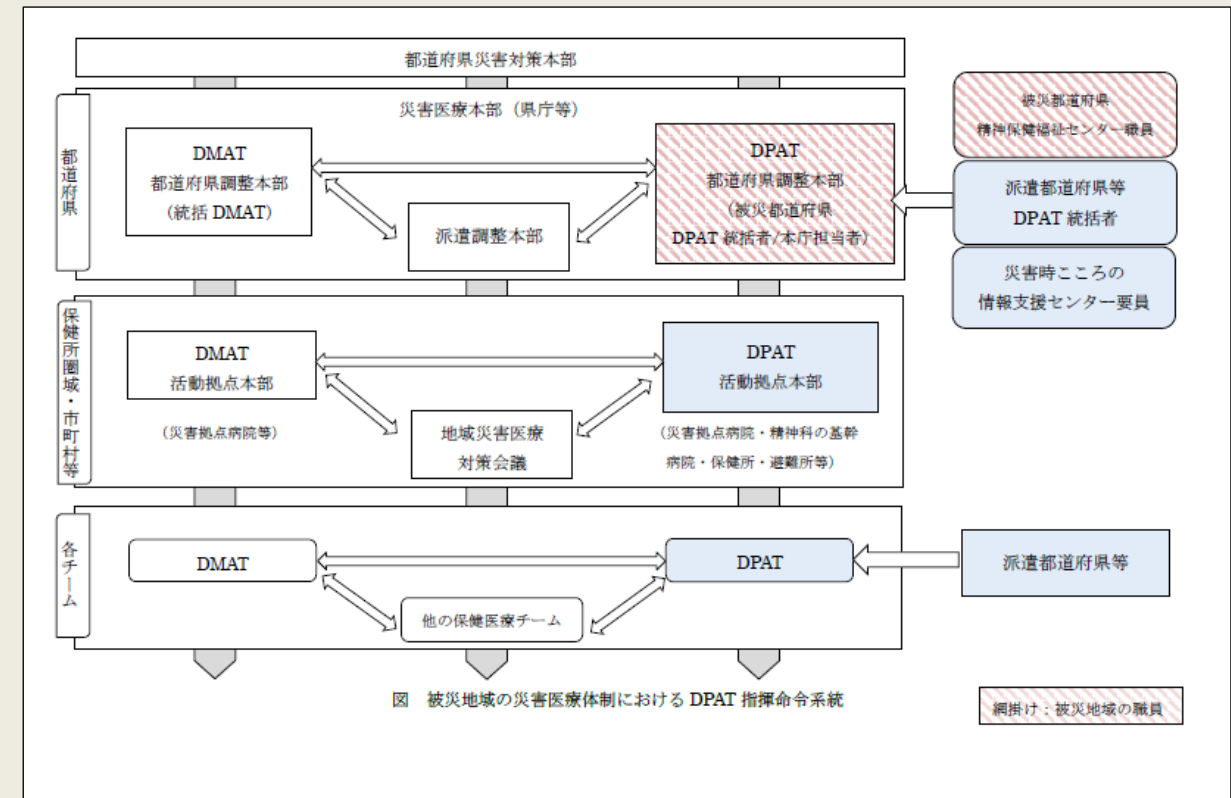 都道府県災害対策本部
都道府県
災害医療本部（県庁等）
DMAT
都道府県調整本部
（統括 DMAT）
派遣調整本部
DPAT
都道府県調整本部
（被災都道府県
DPAT 統括者/本庁担当者）
被災都道府県
精神保健福祉センター職員
派遣都道府県等
DPAT 統括者
災害時こころの
情報支援センター要員
保健所圏域・市町村等
DMAT
活動拠点本部
（災害拠点病院等）
地域災害医療
対策会議
DPAT
活動拠点本部
（災害拠点病院・精神科の基幹
病院・保健所・避難所等）
各チーム
DMAT
他の保健医療チーム
DPAT
派遣都道府県等
図　被災地域の災害医療体制における DPAT 指揮命令系統
網掛け：被災地域の職員